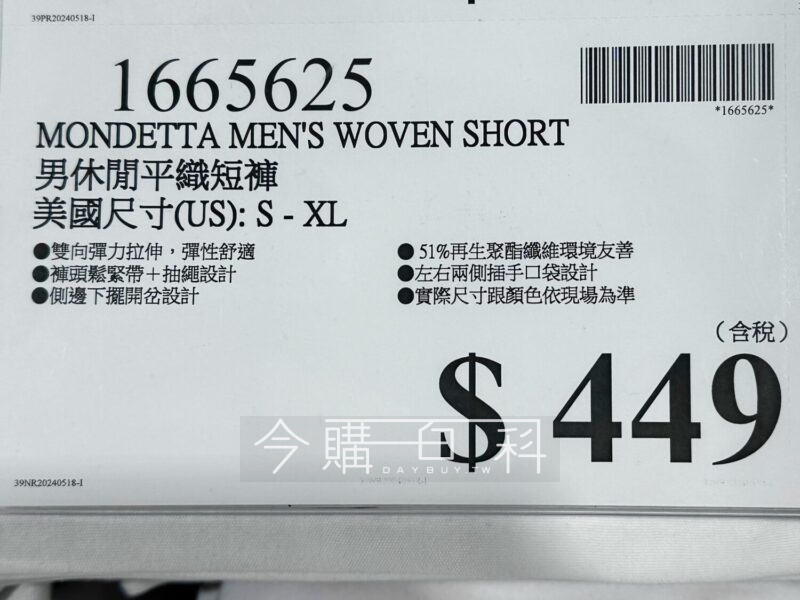 39PR20240518-I
1665625
*1665625*
MONDETTA MEN'S WOVEN SHORT
男休閒平織短褲
美國尺寸(US): S - XL
●雙向彈力拉伸，彈性舒適
●褲頭鬆緊帶＋抽繩設計
●側邊下擺開岔設計
●51%再生聚酯纖維環境友善
●左右兩側插手口袋設計
●實際尺寸跟顏色依現場為準
（含稅）
$ 449
今購百科
DAYBUY.TW
39NR20240518-I